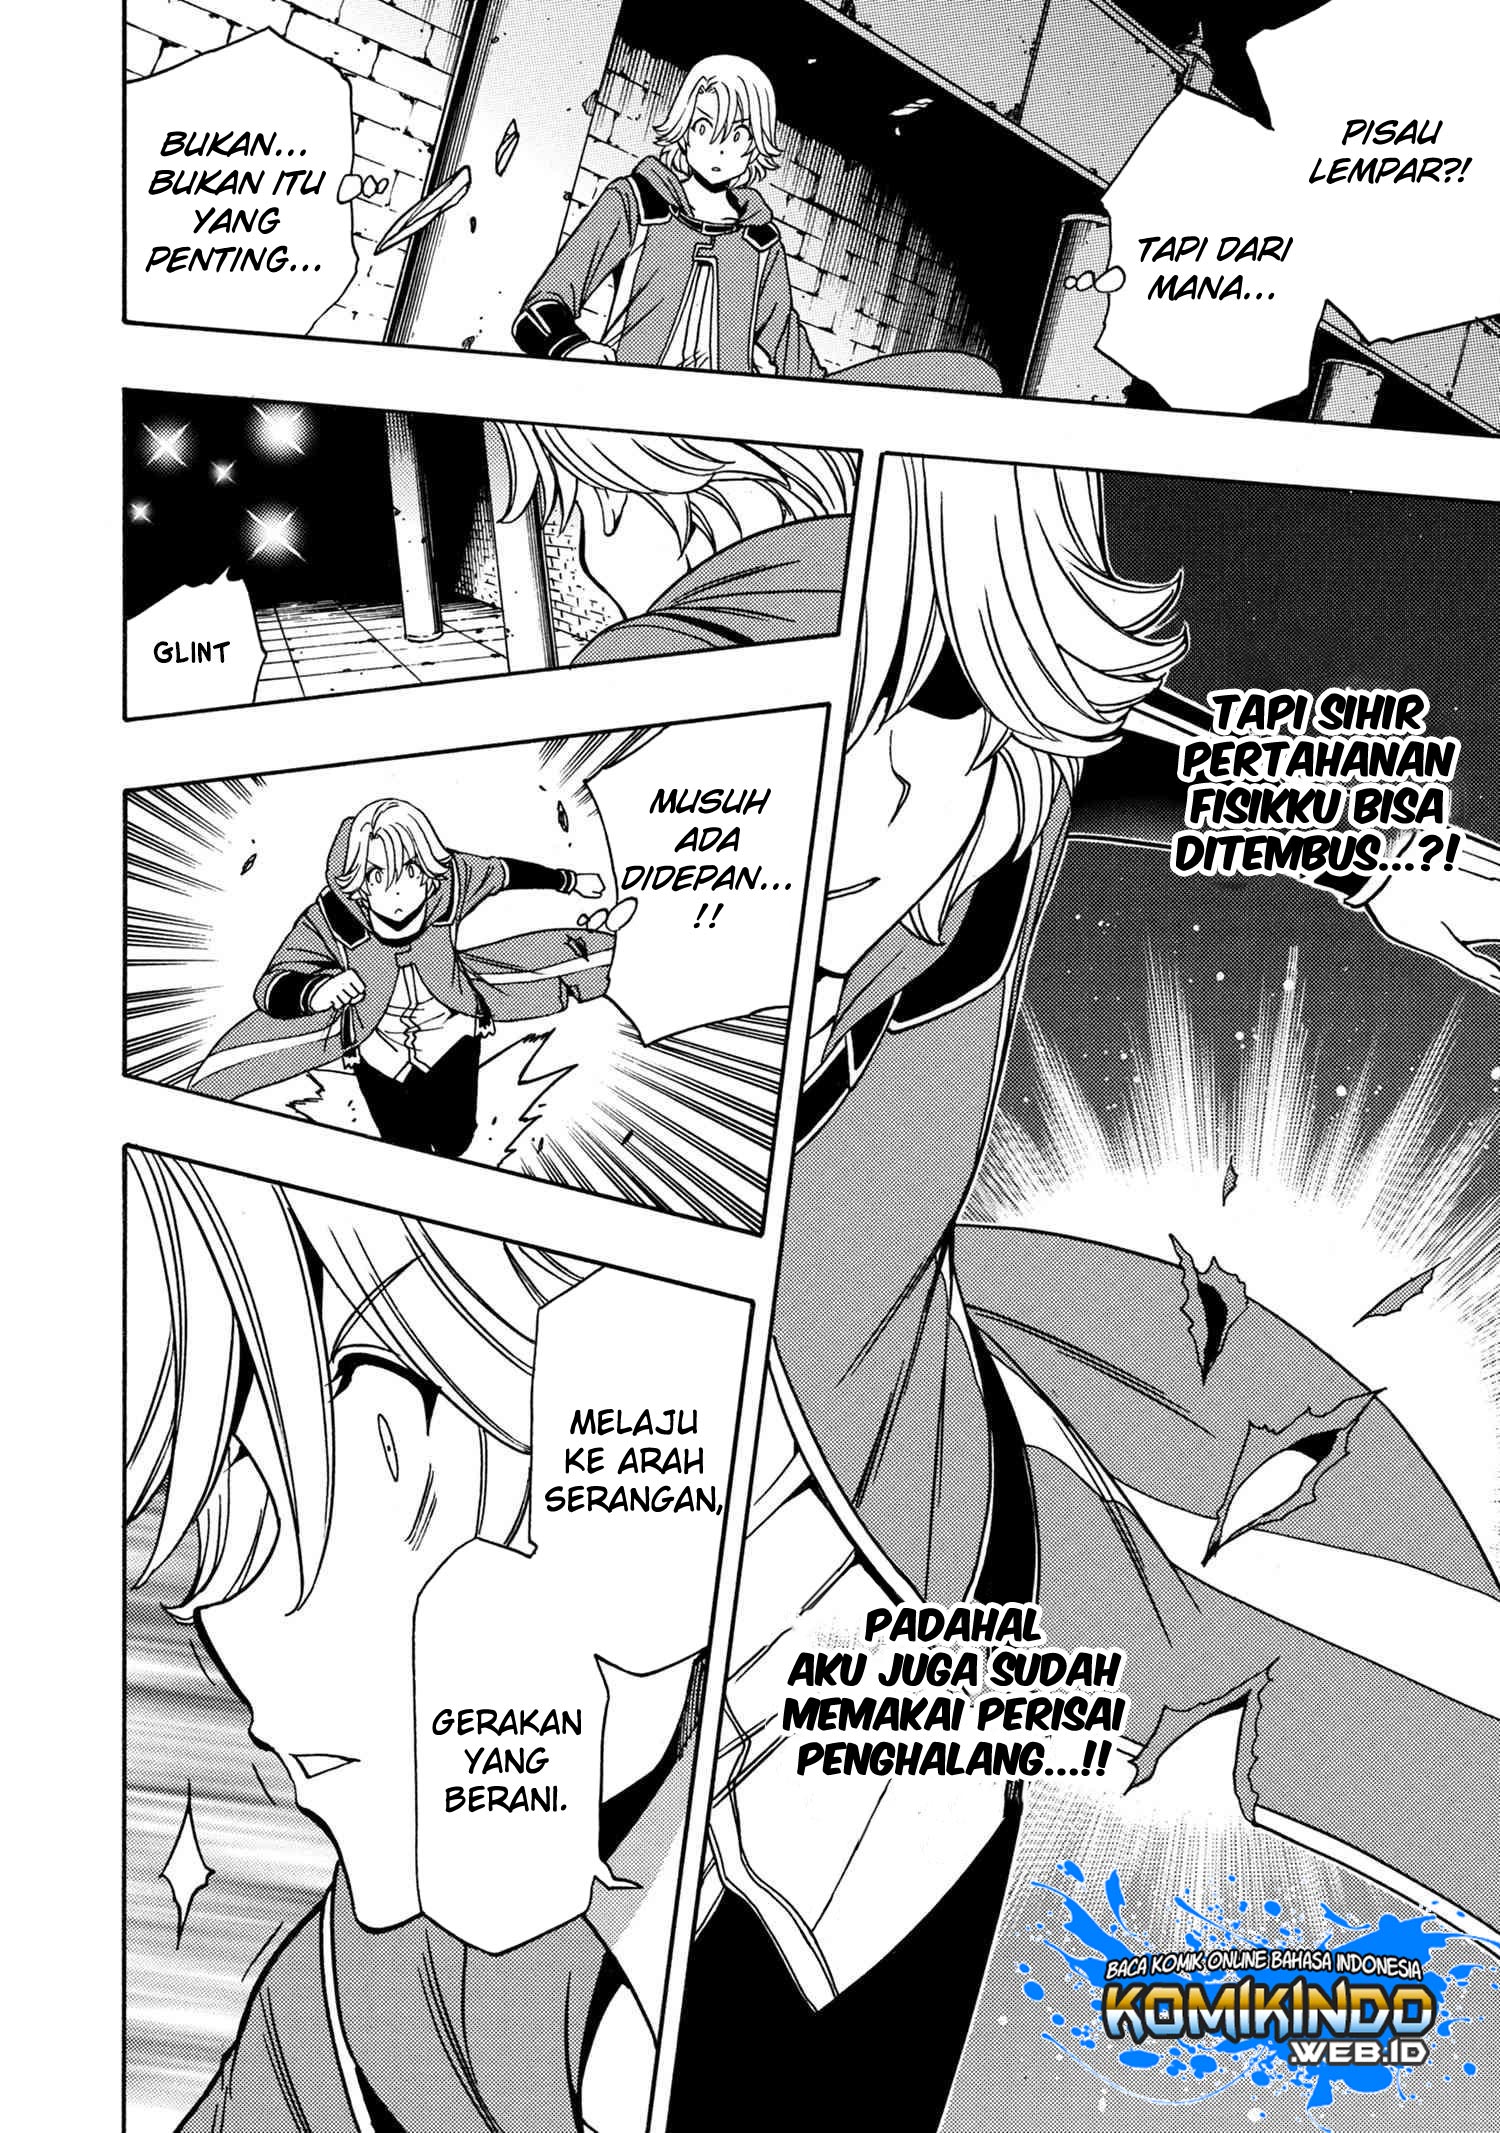 PISAU
LEMPAR?!
TAPI DARI
MANA...
BUKAN...
BUKAN ITU
YANG
PENTING...
TAPI SIHIR
PERTAHANAN
FISIKKU BISA
DITEMBUS...?!
PADAHAL
AKU JUGA SUDAH
MEMAKAI PERISAI
PENGHALANG...!!
GLINT
MUSUH
ADA
DIDEPAN...
!!
MELAJU
KE ARAH
SERANGAN,
GERAKAN
YANG
BERANI.
BACA KOMIK ONLINE BAHASA INDONESIA
KOMIKINDO
.WEB.ID